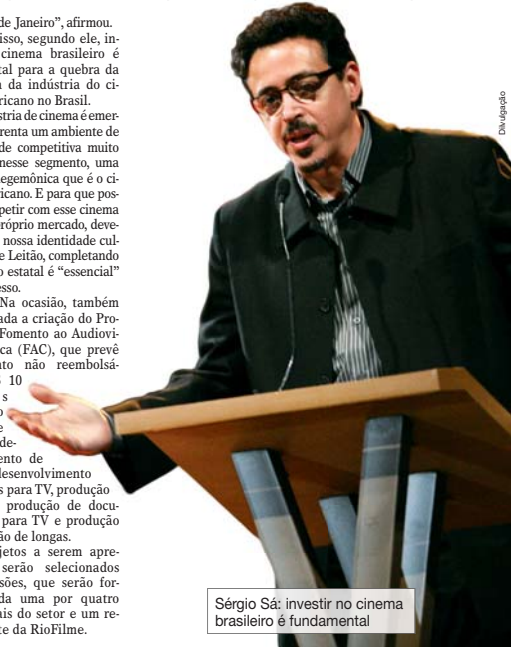 de Janeiro”, afirmou.
isso, segundo ele, in-
cinema brasileiro é
tal para a quebra da
da indústria do ci-
ricano no Brasil.
stria de cinema é emer-
renta um ambiente de
de competitiva muito
nesse segmento, uma
hegemônica que é o ci-
icano. E para que pos-
petir com esse cinema
próprio mercado, deve-
nossa identidade cul-
e Leitão, completando
o estatal é “essencial”
esso.
Na ocasião, também
ada a criação do Pro-
Fomento ao Audiovi-
ca (FAC), que prevê
nto não reembolsá-
10
s
o
e
de-
ento de
desenvolvimento
s para TV, produção
produção de docu-
para TV e produção
ão de longas.
jetos a serem apre-
serão selecionados
sões, que serão for-
da uma por quatro
ais do setor e um re-
te da RioFilme.
Divulgação
Sérgio Sá: investir no cinema
brasileiro é fundamental